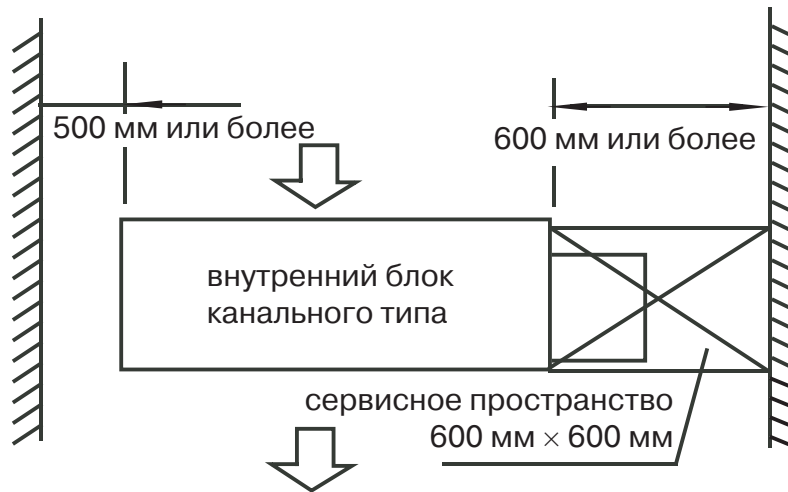 500 мм или более
600 мм или более
внутренний блок
канального типа
сервисное пространство
600 мм × 600 мм